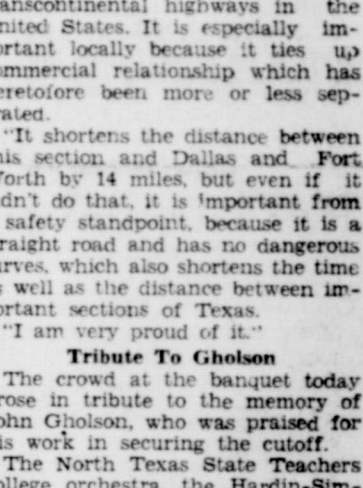 anscontinental highways in the
nited States. It is especially im-
ortant locally because it ties up
ommercial relationship which has
eretofore been more or less sep-
ated.
"It shortens the distance between
is section and Dallas and Fort
orth by 14 miles, but even if it
dn't do that, it is important from
safety standpoint, because it is a
raight road and has no dangerous
rves, which also shortens the time
well as the distance between im-
ortant sections of Texas.
"I am very proud of it."
Tribute To Gholson
The crowd at the banquet today
rose in tribute to the memory of
ohn Gholson, who was praised for
is work in securing the cutoff.
The North Texas State Teachers
ollege orchestra, the Hardin-Sim-